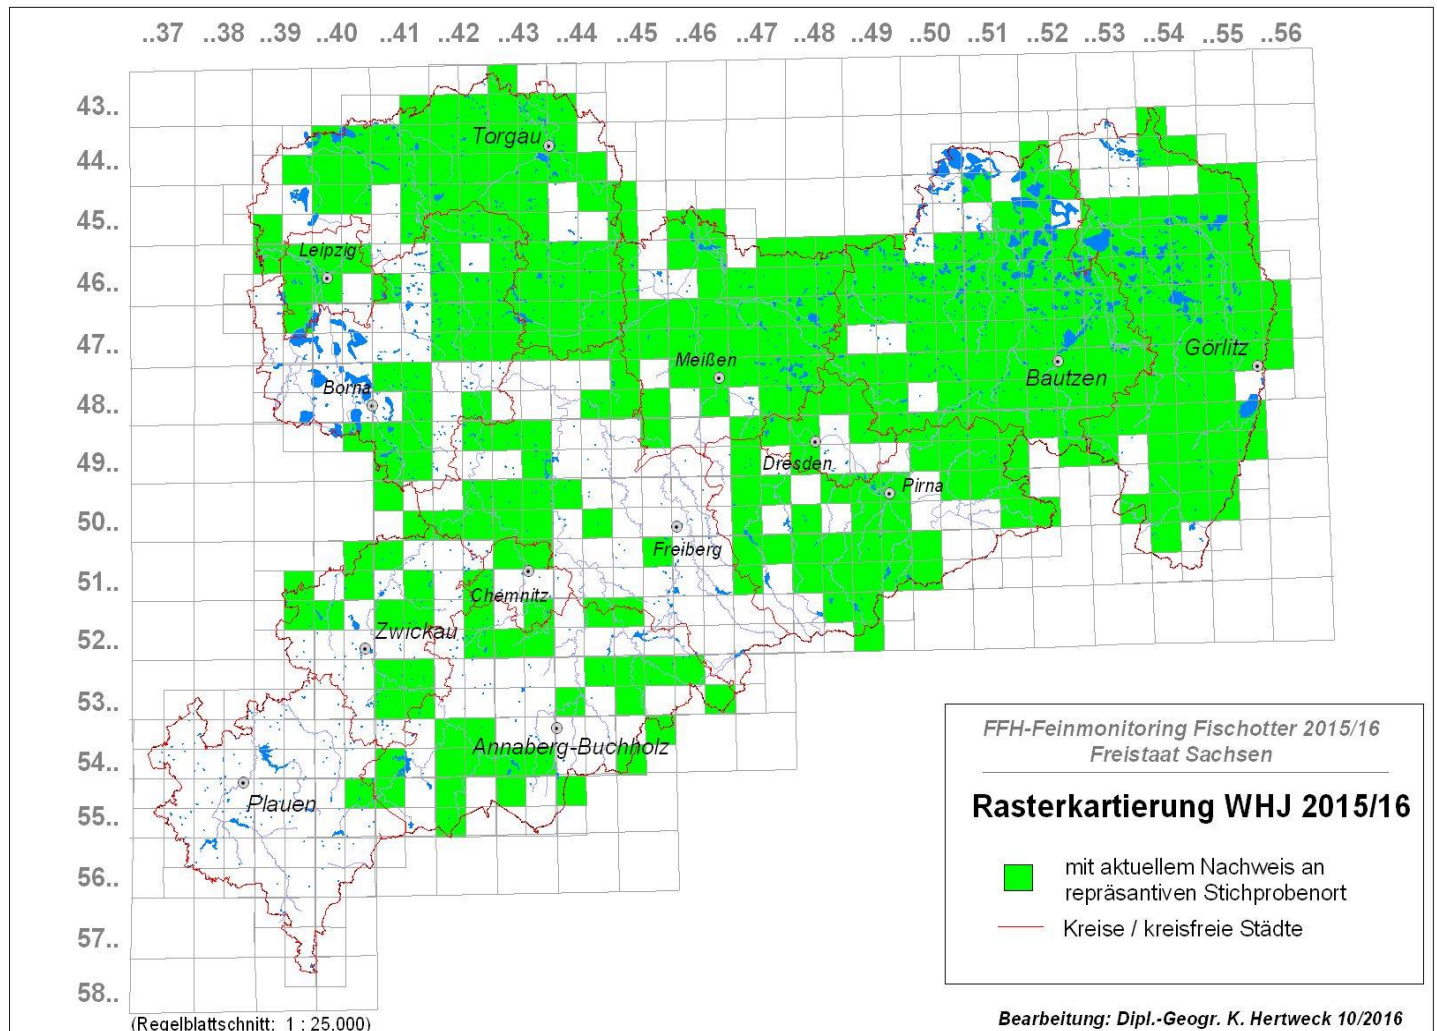 ..37 ..38 ..39 ..40 ..41 ..42 ..43 ..44 ..45 ..46 ..47 ..48 ..49 ..50 ..51 ..52 ..53 ..54 ..55 ..56
43..
Torgau
44..
45..
Leipzig
46..
47..
Meißen
Görlitz
Bautzen
Borna
48..
49..
Dresden
Pirna
50..
Freiberg
51..
Chemnitz
52..
Zwickau
53..
54..
Annaberg-Buchholz
Plauen
55..
56..
57..
58..
(Regelblattschnitt: 1 : 25.000)
FFH-Feinmonitoring Fischotter 2015/16
Freistaat Sachsen
Rasterkartierung WHJ 2015/16
mit aktuellem Nachweis an
repräsantiven Stichprobenort
Kreise / kreisfreie Städte
Bearbeitung: Dipl.-Geogr. K. Hertweck 10/2016